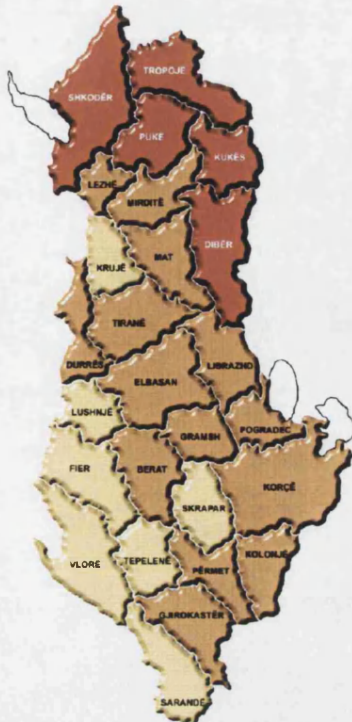 TROPOJË
SHKODËR
PUKË
KUKËS
LEZHË
MIRDITË
DIBËR
KRUJË
MAT
TIRANË
DURRËS
LIBRAZHD
ELBASAN
LUSHNJË
GRAMSH
POGRADEC
FIER
BERAT
SKRAPAR
KORÇË
VLORË
TEPELENË
KOLONJË
PËRMET
GJIROKASTËR
SARANDË